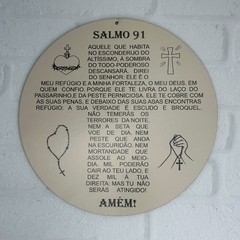 SALMO 91
AQUELE QUE HABITA
NO ESCONDERIJO DO
ALTÍSSIMO, À SOMBRA
DO TODO-PODEROSO
DESCANSARÁ. DIREI
DO SENHOR: ELE É O
MEU REFÚGIO E A MINHA FORTALEZA, O MEU DEUS, EM
QUEM CONFIO. PORQUE ELE TE LIVRA DO LAÇO DO
PASSARINHO, E DA PESTE PERNICIOSA. ELE TE COBRE COM
AS SUAS PENAS, E DEBAIXO DAS SUAS ASAS ENCONTRAS
REFÚGIO: A SUA VERDADE É ESCUDO E BROQUEL.
NÃO TEMERÁS OS
TERRORES DA NOITE,
NEM A SETA QUE
VOE DE DIA, NEM
PESTE QUE ANDA
NA ESCURIDÃO, NEM
MORTANDADE QUE
ASSOLE AO MEIO-
DIA. MIL PODERÃO
CAIR AO TEU LADO, E
DEZ MIL À TUA
DIREITA; MAS TU NÃO
SERÁS ATINGIDO!
AMÉM!